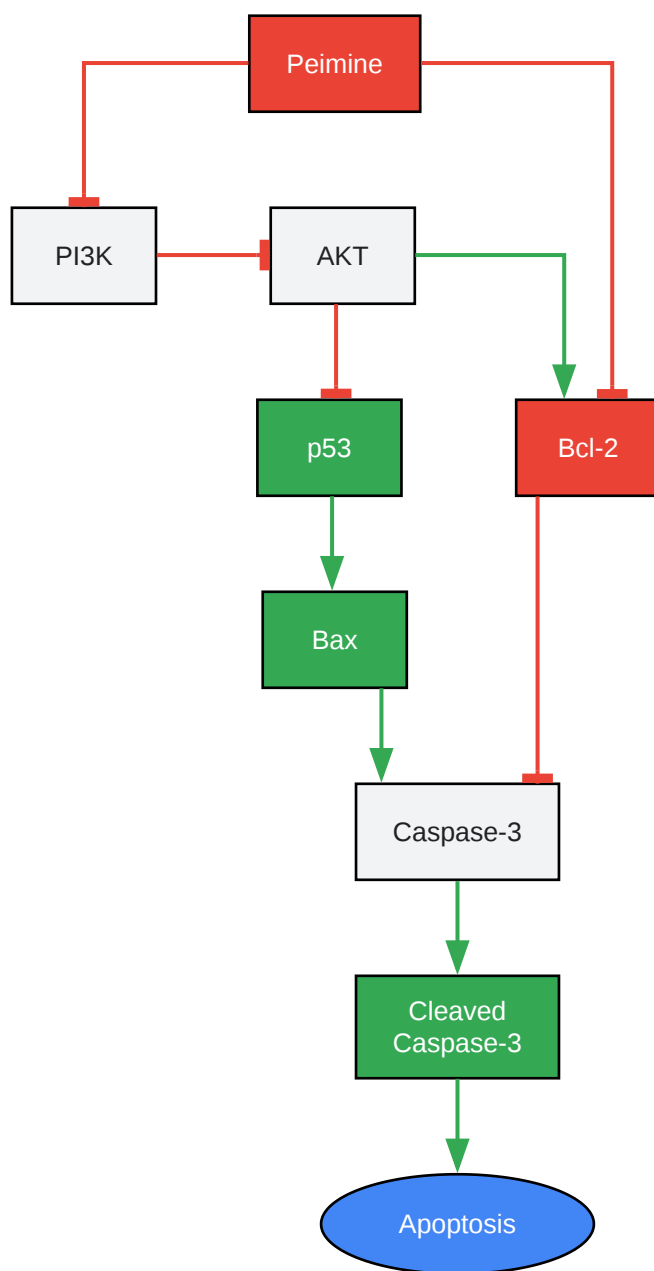 Peimine
PI3K
AKT
p53
Bcl-2
Bax
Caspase-3
Cleaved
Caspase-3
Apoptosis